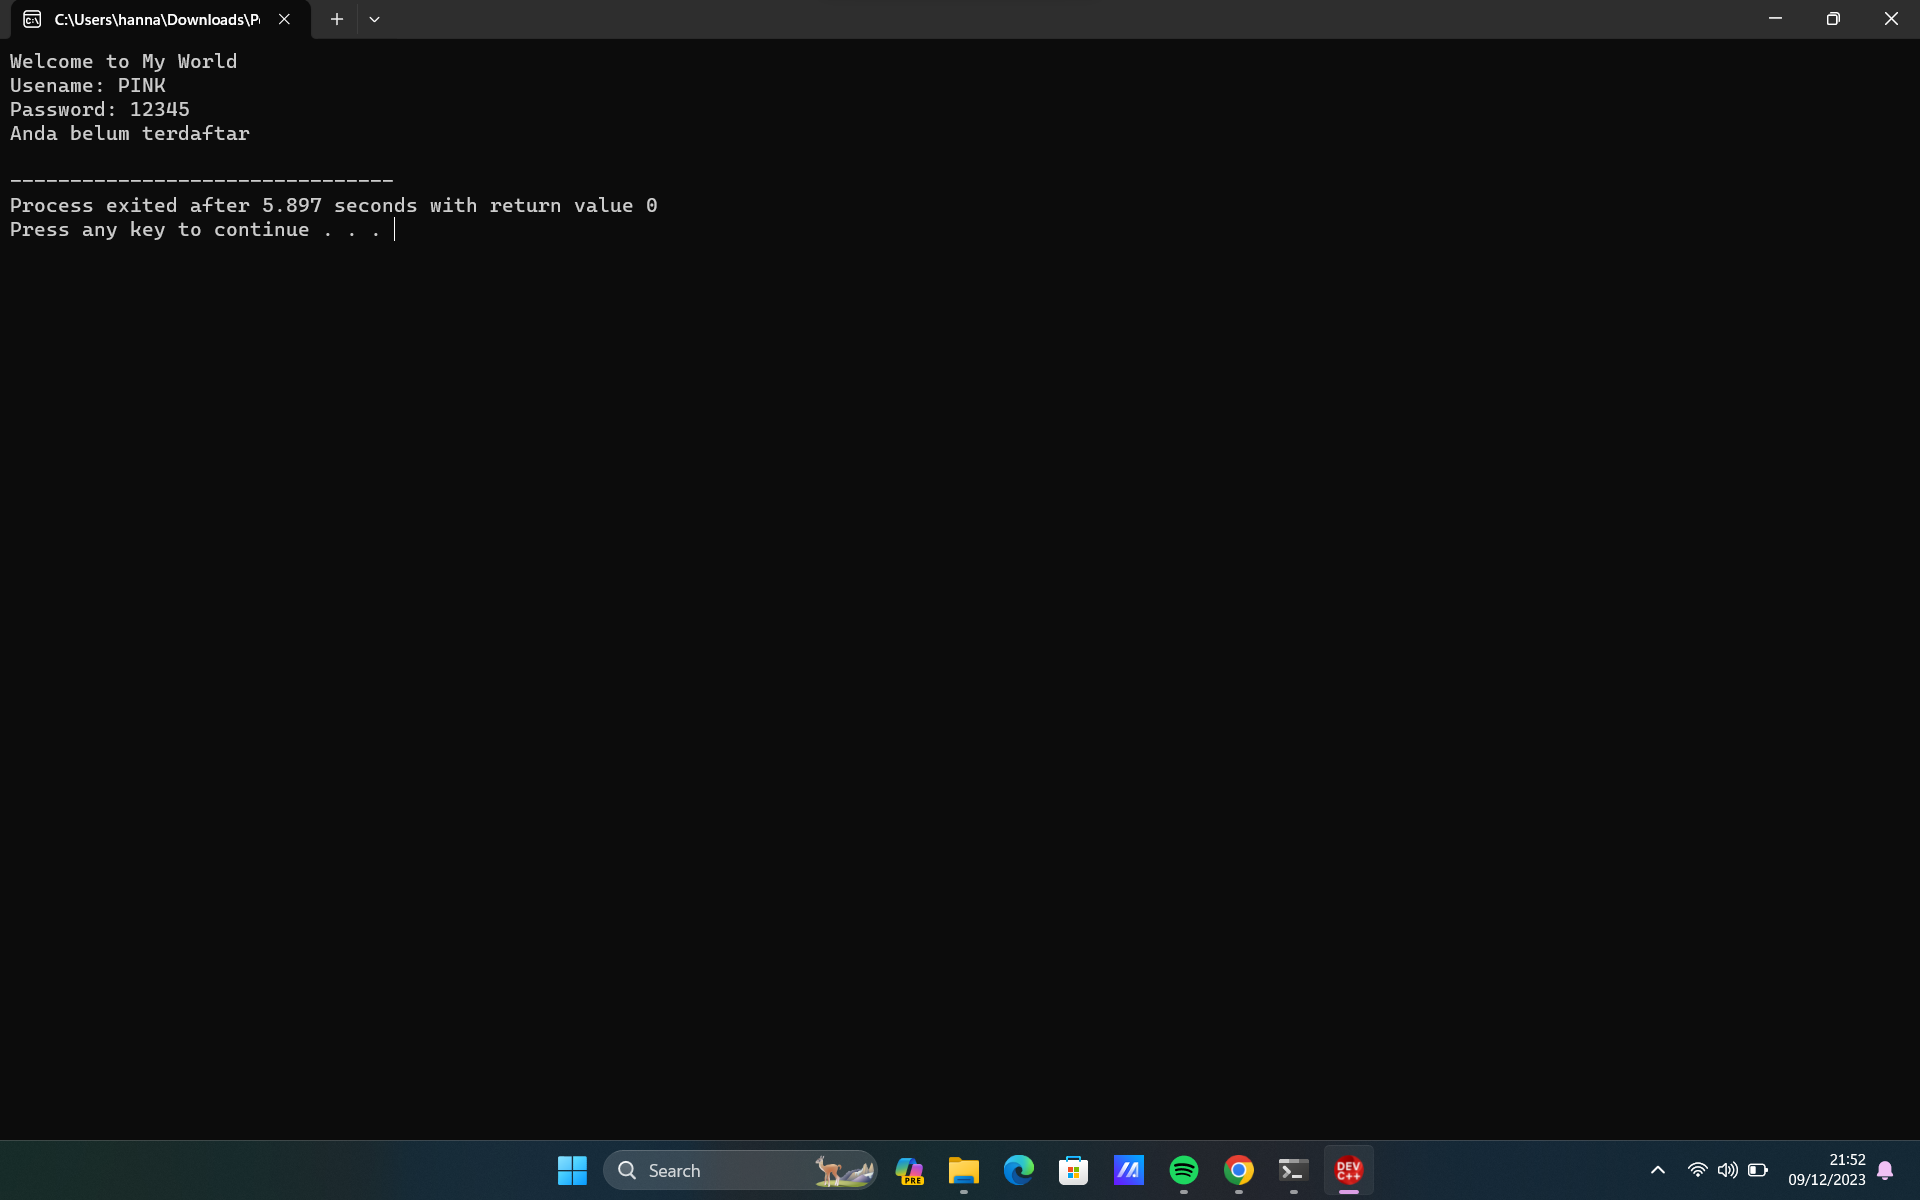 C:\Users\hanna\Downloads\P
Welcome to My World
Usename: PINK
Password: 12345
Anda belum terdaftar
--------------------------------
Process exited after 5.897 seconds with return value 0
Press any key to continue . . .
Search
PRE
DEV
C++
21:52
09/12/2023